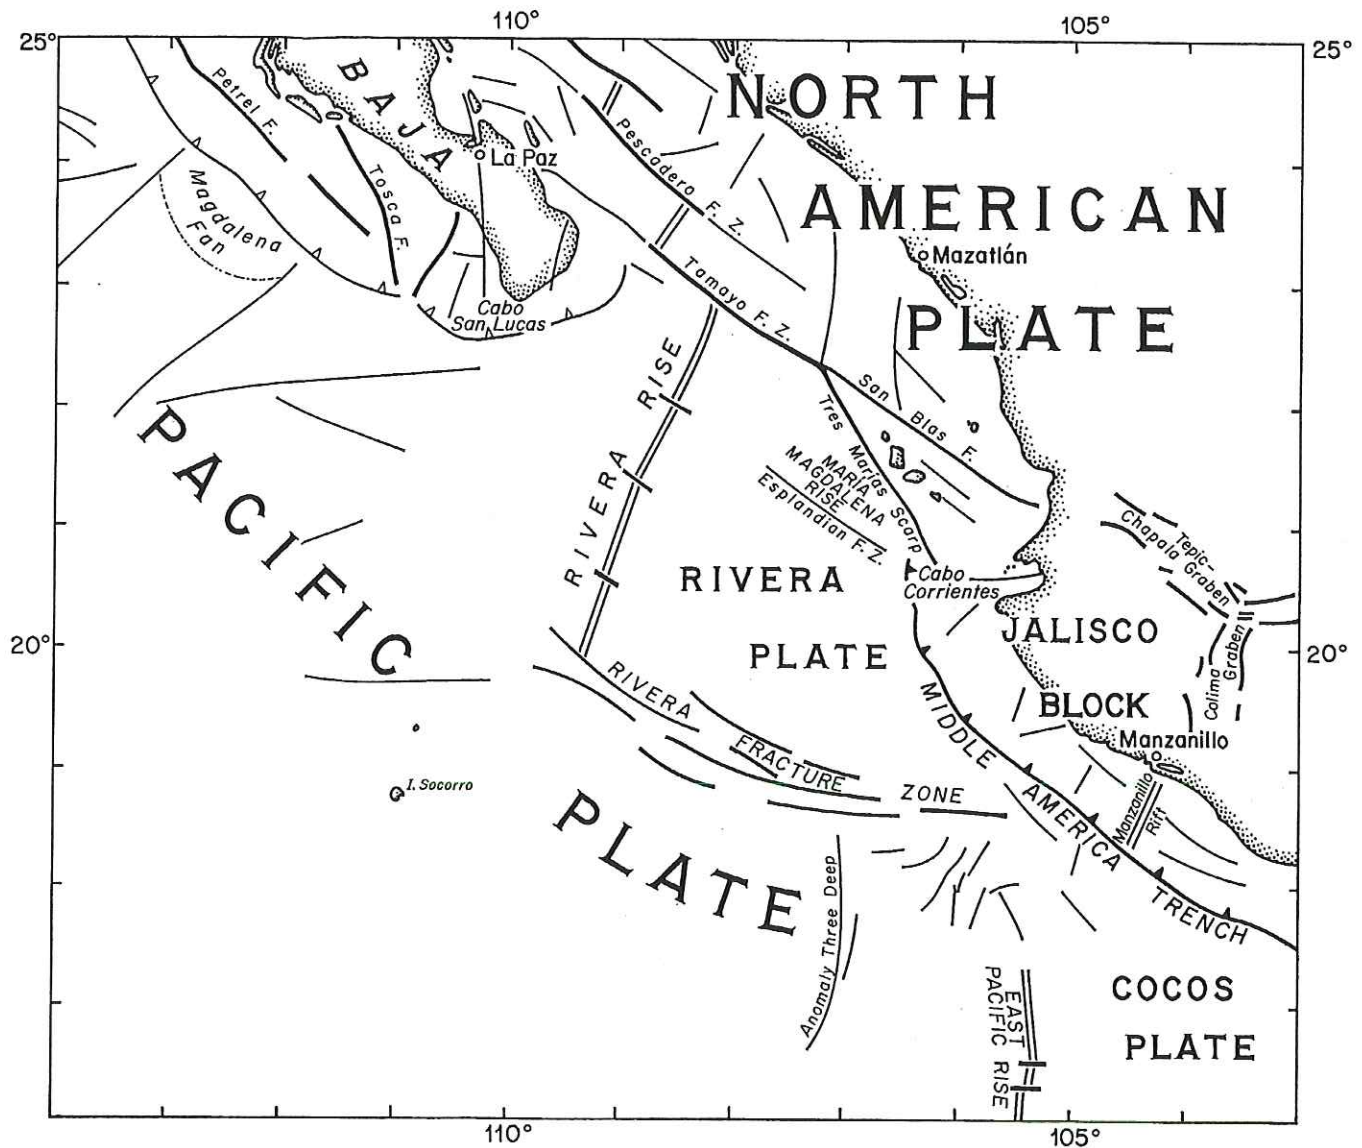 110°
105°
25°
25°
NORTH
AMERICAN
PLATE
BAJA
Petrel F.
Tosca F.
La Paz
Pescadero F. Z.
Magdalena
Fan
Mazatlán
Tamayo F. Z.
Cabo
San Lucas
RIVERA RISE
San Blas F.
Tres Marías Scarp
MARIA
MAGDALENA
RISE
Esplandian F. Z.
PACIFIC
PLATE
RIVERA
PLATE
Cabo
Corrientes
Tepic-
Chapala Graben
Colima
Graben
JALISCO
BLOCK
20°
20°
Manzanillo
MIDDLE AMERICA TRENCH
RIVERA
FRACTURE
ZONE
I. Socorro
Manzanillo
Rift
Anomaly Three Deep
EAST
PACIFIC RISE
COCOS
PLATE
110°
105°